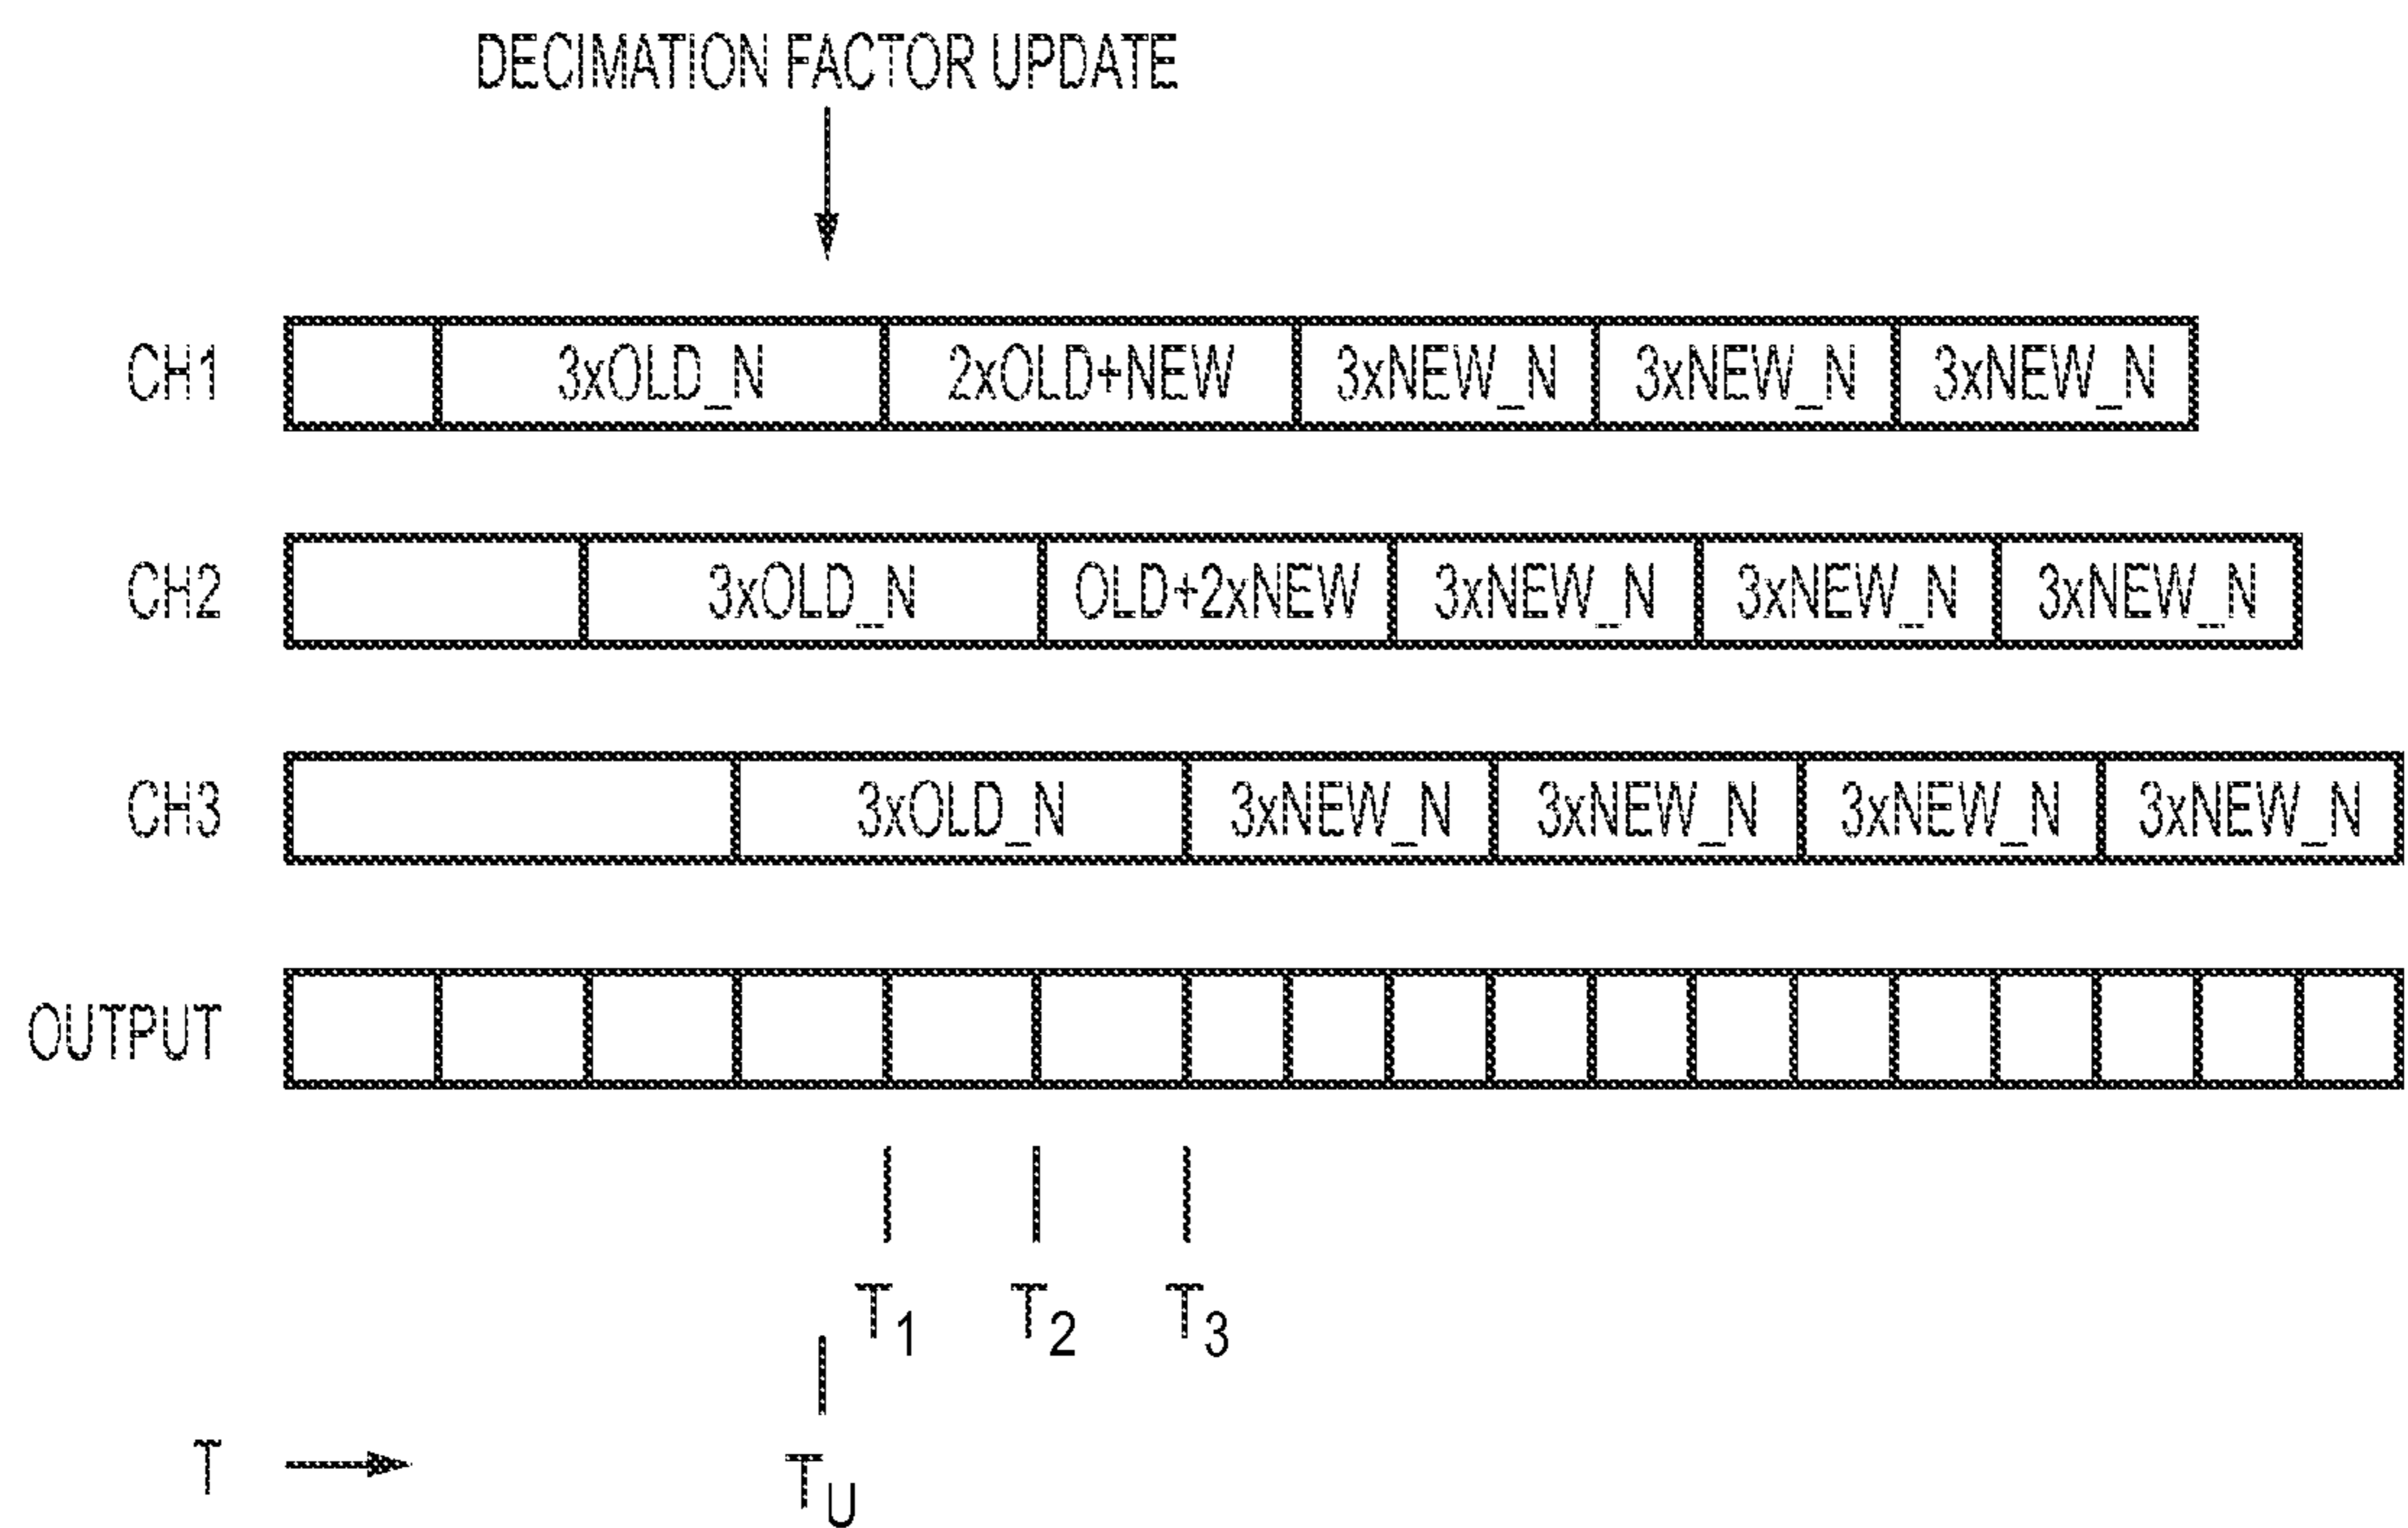 DECIMATION FACTOR UPDATE
CH1 3xOLD_N 2xOLD+NEW 3xNEW_N 3xNEW_N 3xNEW_N
CH2 3xOLD_N OLD+2xNEW 3xNEW_N 3xNEW_N 3xNEW_N
CH3 3xOLD_N 3xNEW_N 3xNEW_N 3xNEW_N 3xNEW_N
OUTPUT
T1 T2 T3
T TU